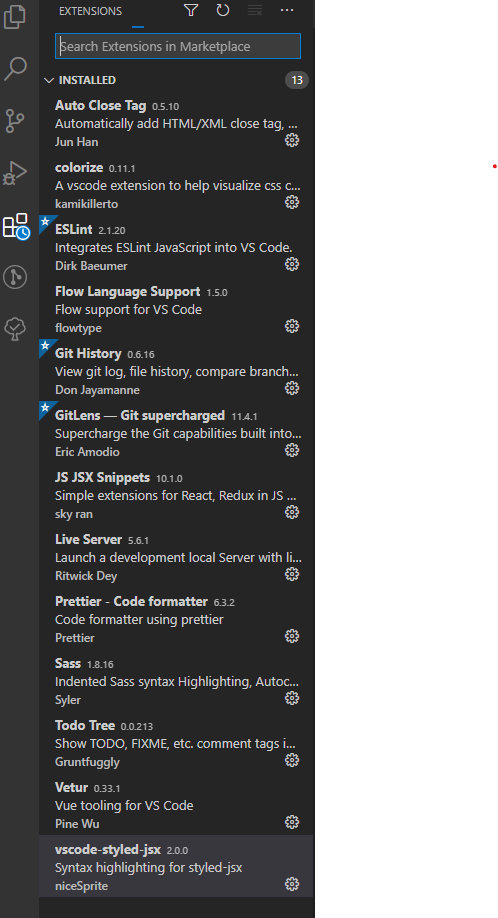 EXTENSIONS
Search Extensions in Marketplace
INSTALLED 13
Auto Close Tag 0.5.10
Automatically add HTML/XML close tag, ...
Jun Han
colorize 0.11.1
A vscode extension to help visualize css c...
kamikillerto
ESLint 2.1.20
Integrates ESLint JavaScript into VS Code.
Dirk Baeumer
Flow Language Support 1.5.0
Flow support for VS Code
flowtype
Git History 0.6.16
View git log, file history, compare branch...
Don Jayamanne
GitLens — Git supercharged 11.4.1
Supercharge the Git capabilities built into...
Eric Amodio
JS JSX Snippets 10.1.0
Simple extensions for React, Redux in JS ...
sky ran
Live Server 5.6.1
Launch a development local Server with li...
Ritwick Dey
Prettier - Code formatter 6.3.2
Code formatter using prettier
Prettier
Sass 1.8.16
Indented Sass syntax Highlighting, Autoc...
Syler
Todo Tree 0.0.213
Show TODO, FIXME, etc. comment tags i...
Gruntfuggly
Vetur 0.33.1
Vue tooling for VS Code
Pine Wu
vscode-styled-jsx 2.0.0
Syntax highlighting for styled-jsx
niceSprite